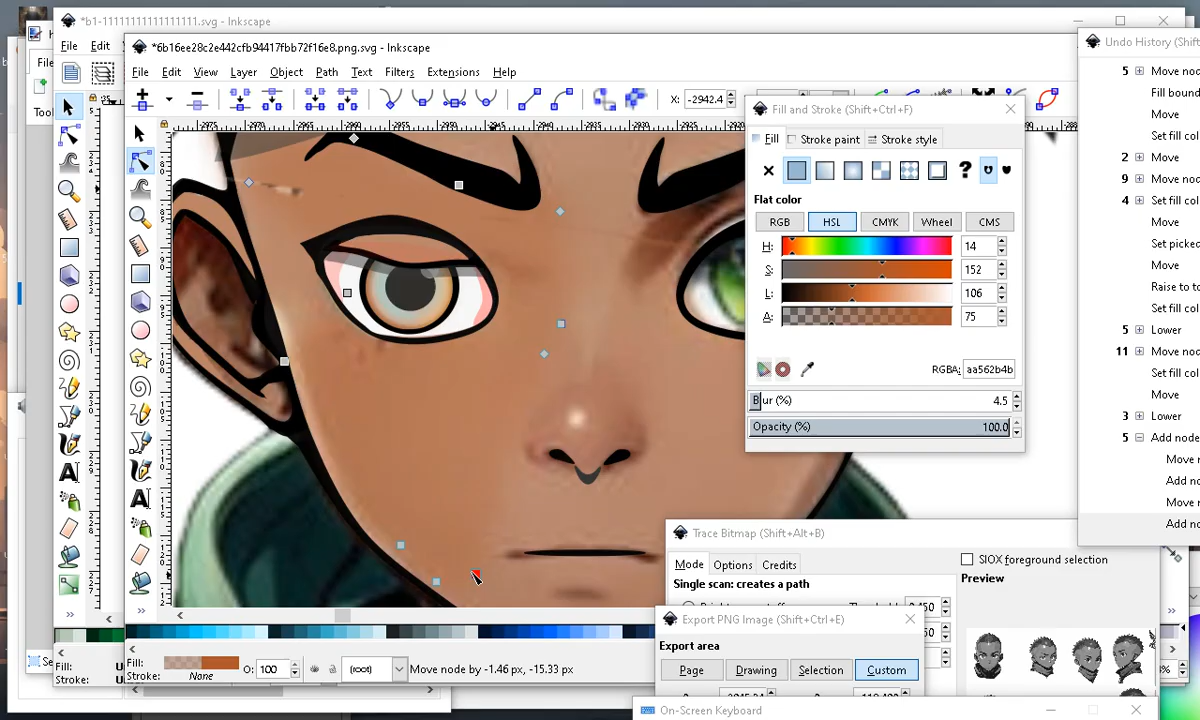 *b1-11111111111111111.svg - Inkscape
File Edit
*6b16ee28c2e442cfb94417fbb72f16e8.png.svg - Inkscape
File Edit View Layer Object Path Text Filters Extensions Help
X: -2942.4
Tool
Fill and Stroke (Shift+Ctrl+F)
Fill Stroke paint Stroke style
Flat color
RGB HSL CMYK Wheel CMS
H: 14
S: 152
L: 106
A: 75
RGBA: aa562b4b
Blur (%) 4.5
Opacity (%) 100.0
Undo History (Shift
5 Move nod
Fill bound
Move
Set fill col
2 Move
9 Move nod
4 Set fill col
Move
Set picked
Move
Raise to to
Set fill col
5 Lower
11 Move nod
Set fill col
Move
3 Lower
5 Add node
Move n
Add no
Move n
Add no
Trace Bitmap (Shift+Alt+B)
Mode Options Credits
Single scan: creates a path
SIOX foreground selection
Preview
Export PNG Image (Shift+Ctrl+E)
Export area
Page Drawing Selection Custom
On-Screen Keyboard
Fill:
Stroke:
Fill:
Stroke: None
O: 100
(root)
Move node by -1.46 px, -15.33 px